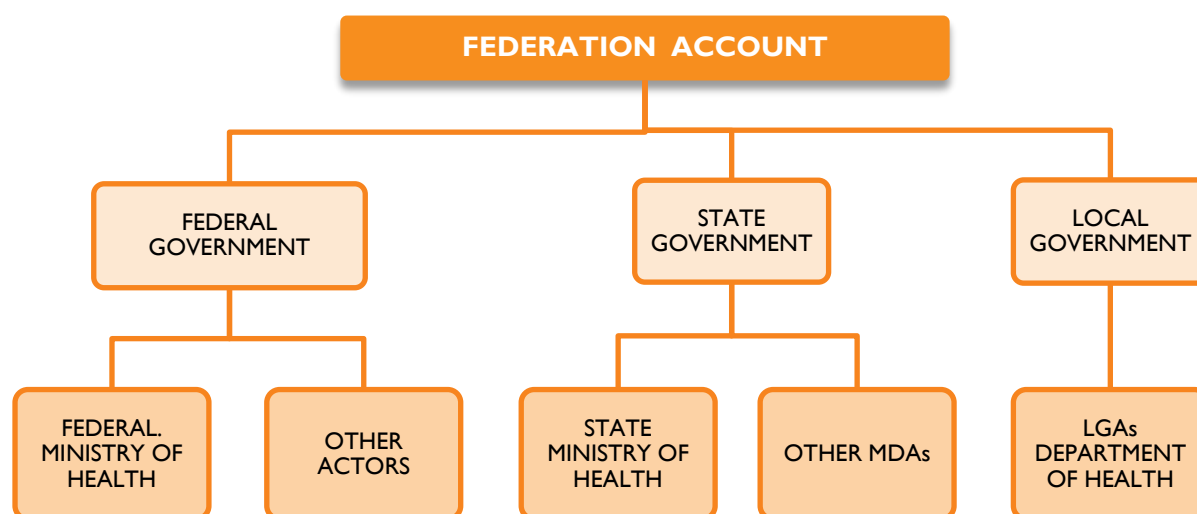 FEDERATION ACCOUNT
FEDERAL
GOVERNMENT
STATE
GOVERNMENT
LOCAL
GOVERNMENT
FEDERAL.
MINISTRY OF
HEALTH
OTHER
ACTORS
STATE
MINISTRY OF
HEALTH
OTHER MDAs
LGAs
DEPARTMENT
OF HEALTH